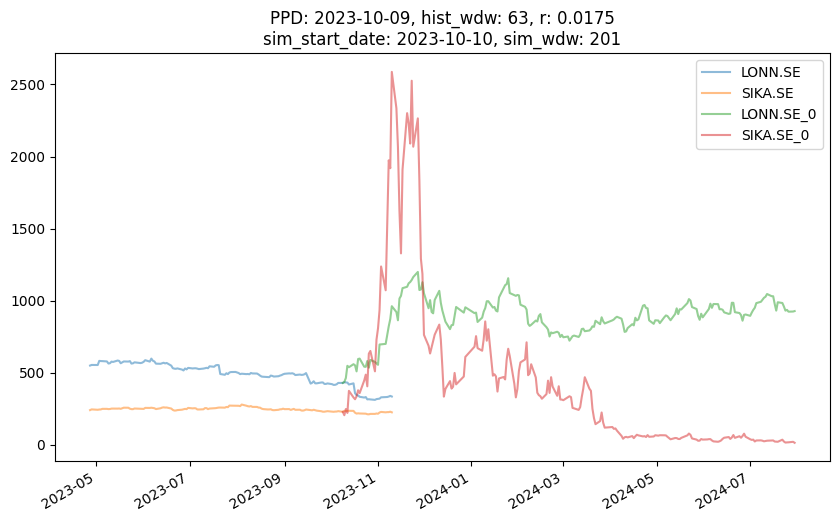 PPD: 2023-10-09, hist_wdw: 63, r: 0.0175
sim_start_date: 2023-10-10, sim_wdw: 201
LONN.SE
SIKA.SE
LONN.SE_0
SIKA.SE_0
2500
2000
1500
1000
500
0
2023-05
2023-07
2023-09
2023-11
2024-01
2024-03
2024-05
2024-07